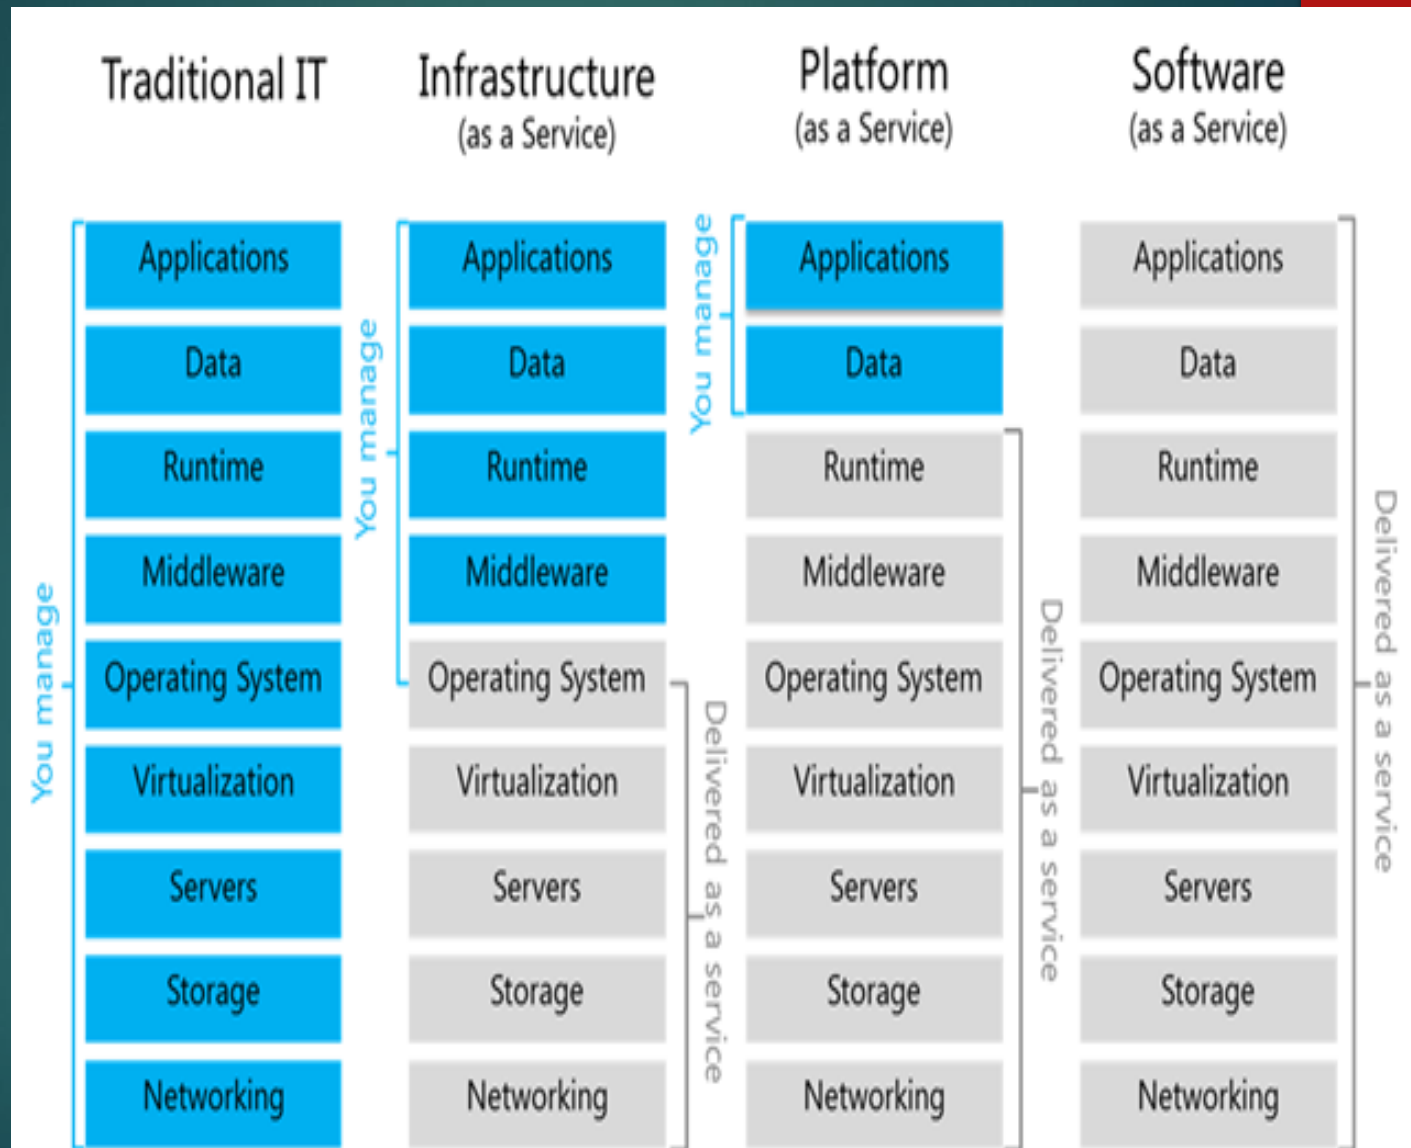 Traditional IT
You manage
Applications
Data
Runtime
Middleware
Operating System
Virtualization
Servers
Storage
Networking
Infrastructure
(as a Service)
You manage
Applications
Data
Runtime
Middleware
Operating System
Virtualization
Servers
Storage
Networking
Delivered as a service
Platform
(as a Service)
You manage
Applications
Data
Runtime
Middleware
Operating System
Virtualization
Servers
Storage
Networking
Delivered as a service
Software
(as a Service)
Applications
Data
Runtime
Middleware
Operating System
Virtualization
Servers
Storage
Networking
Delivered as a service